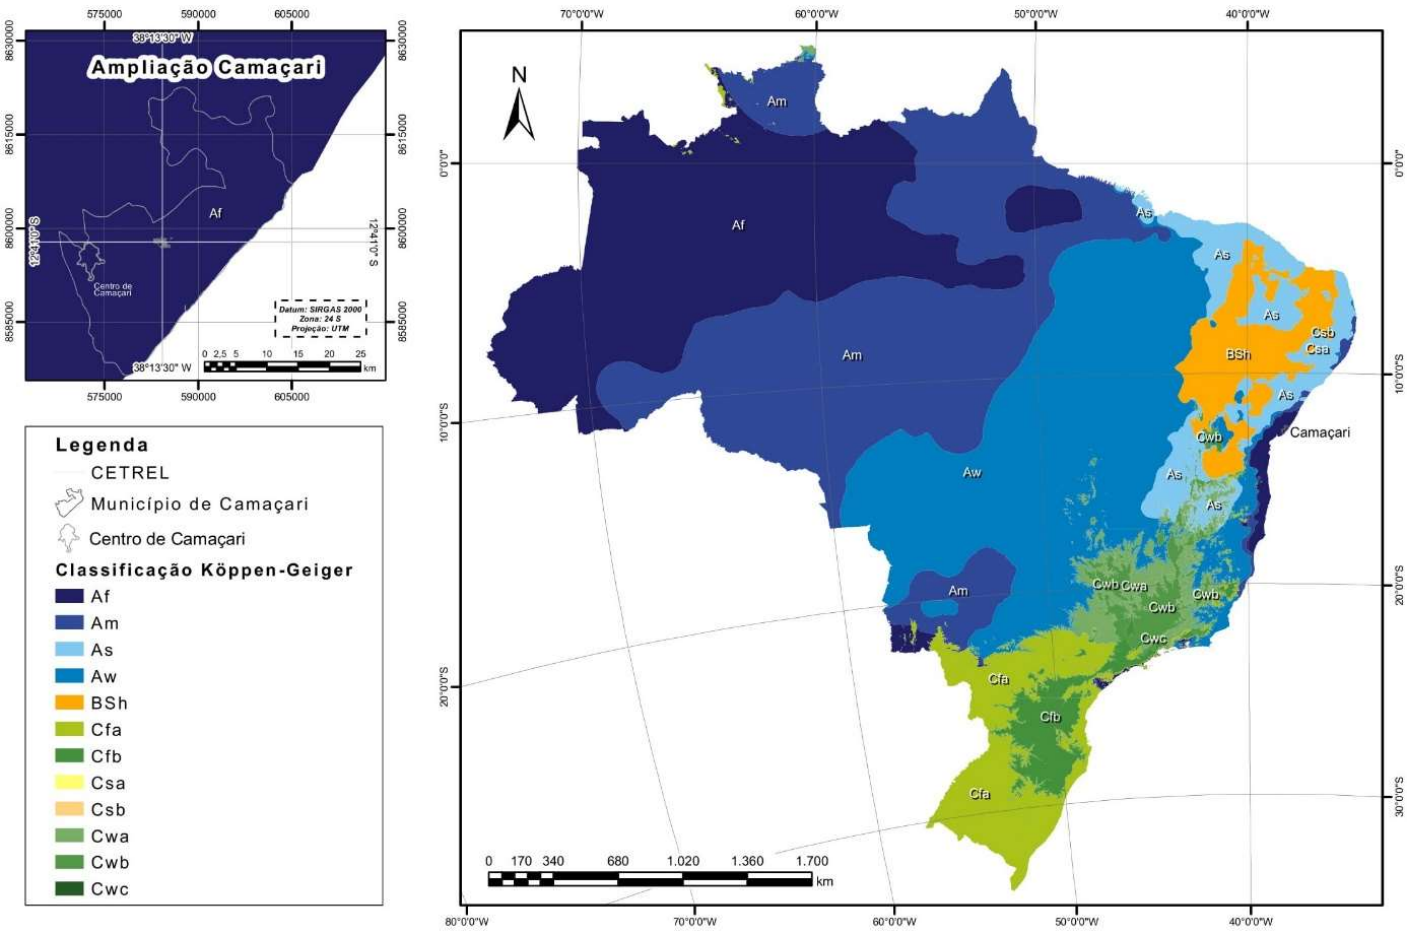 575000
590000
605000
38°13'30" W
8630000
8630000
Ampliação Camaçari
8615000
8615000
Af
8600000
8600000
12°41'0" S
12°41'0" S
Centro de
Camaçari
Datum: SIRGAS 2000
Zona: 24 S
Projeção: UTM
8585000
8585000
0 2,5 5 10 15 20 25
km
38°13'30" W
575000
590000
605000
Legenda
CETREL
Município de Camaçari
Centro de Camaçari
Classificação Köppen-Geiger
Af
Am
As
Aw
BSh
Cfa
Cfb
Csa
Csb
Cwa
Cwb
Cwc
70°0'0"W
60°0'0"W
50°0'0"W
40°0'0"W
N
Am
0°0'0"
0°0'0"
As
Af
As
As
Csb
Csa
Am
BSh
10°0'0"S
As
10°0'0"S
Camaçari
Cwb
Aw
As
As
Am
Cwb
Cwa
Cwb
20°0'0"S
Cwb
Cwc
Cfa
20°0'0"S
Cfb
Cfa
30°0'0"S
0 170 340 680 1.020 1.360 1.700
km
80°0'0"W
70°0'0"W
60°0'0"W
50°0'0"W
40°0'0"W